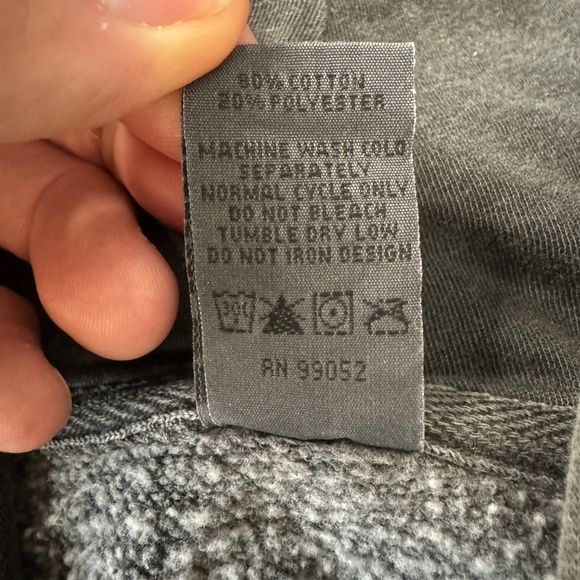 80% COTTON
20% POLYESTER
MACHINE WASH COLD
SEPARATELY
NORMAL CYCLE ONLY
DO NOT BLEACH
TUMBLE DRY LOW
DO NOT IRON DESIGN
30C
RN 99052